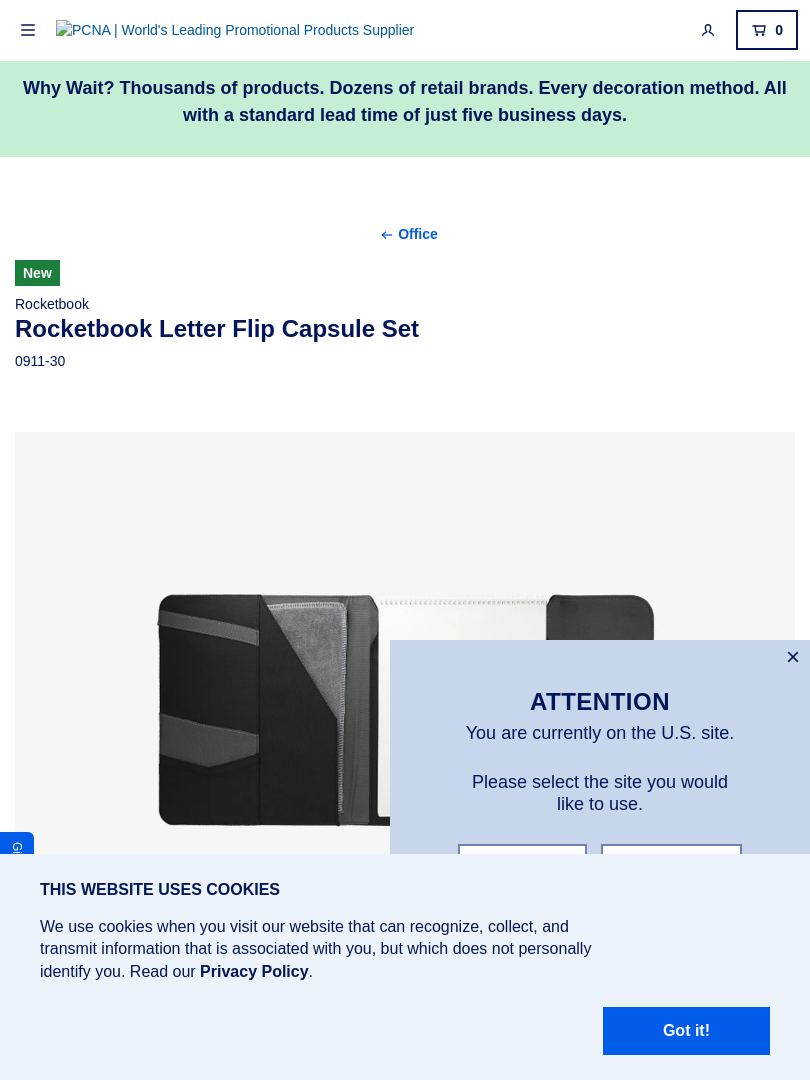 PCNA | World's Leading Promotional Products Supplier
0
Why Wait? Thousands of products. Dozens of retail brands. Every decoration method. All
with a standard lead time of just five business days.
Office
New
Rocketbook
Rocketbook Letter Flip Capsule Set
0911-30
ATTENTION
You are currently on the U.S. site.
Please select the site you would
like to use.
THIS WEBSITE USES COOKIES
We use cookies when you visit our website that can recognize, collect, and
transmit information that is associated with you, but which does not personally
identify you. Read our Privacy Policy.
Got it!